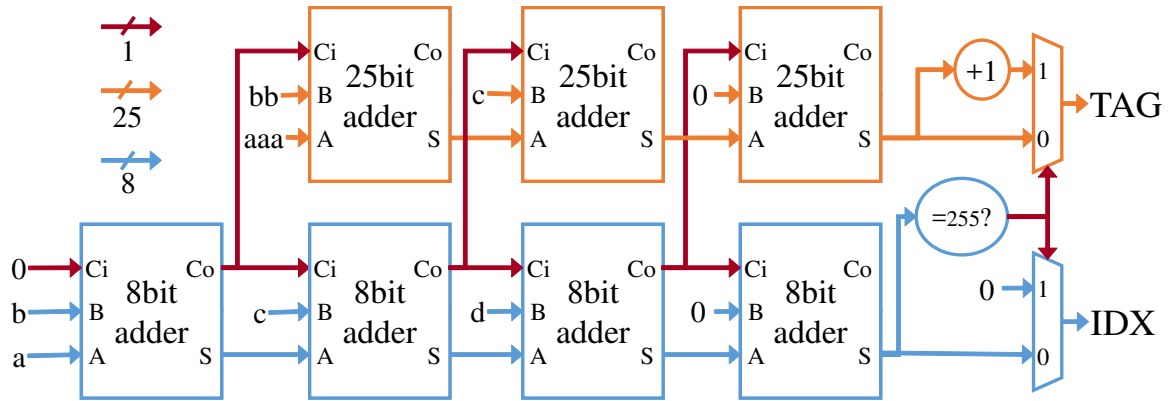 1
25
8
Ci Co
bb B 25bit adder
aaa A S
Ci Co
c B 25bit adder
A S
Ci Co
0 B 25bit adder
A S
+1
1
0
TAG
0 Ci Co
b B 8bit adder
a A S
Ci Co
c B 8bit adder
A S
Ci Co
d B 8bit adder
A S
Ci Co
0 B 8bit adder
A S
=255?
0 1
0
IDX